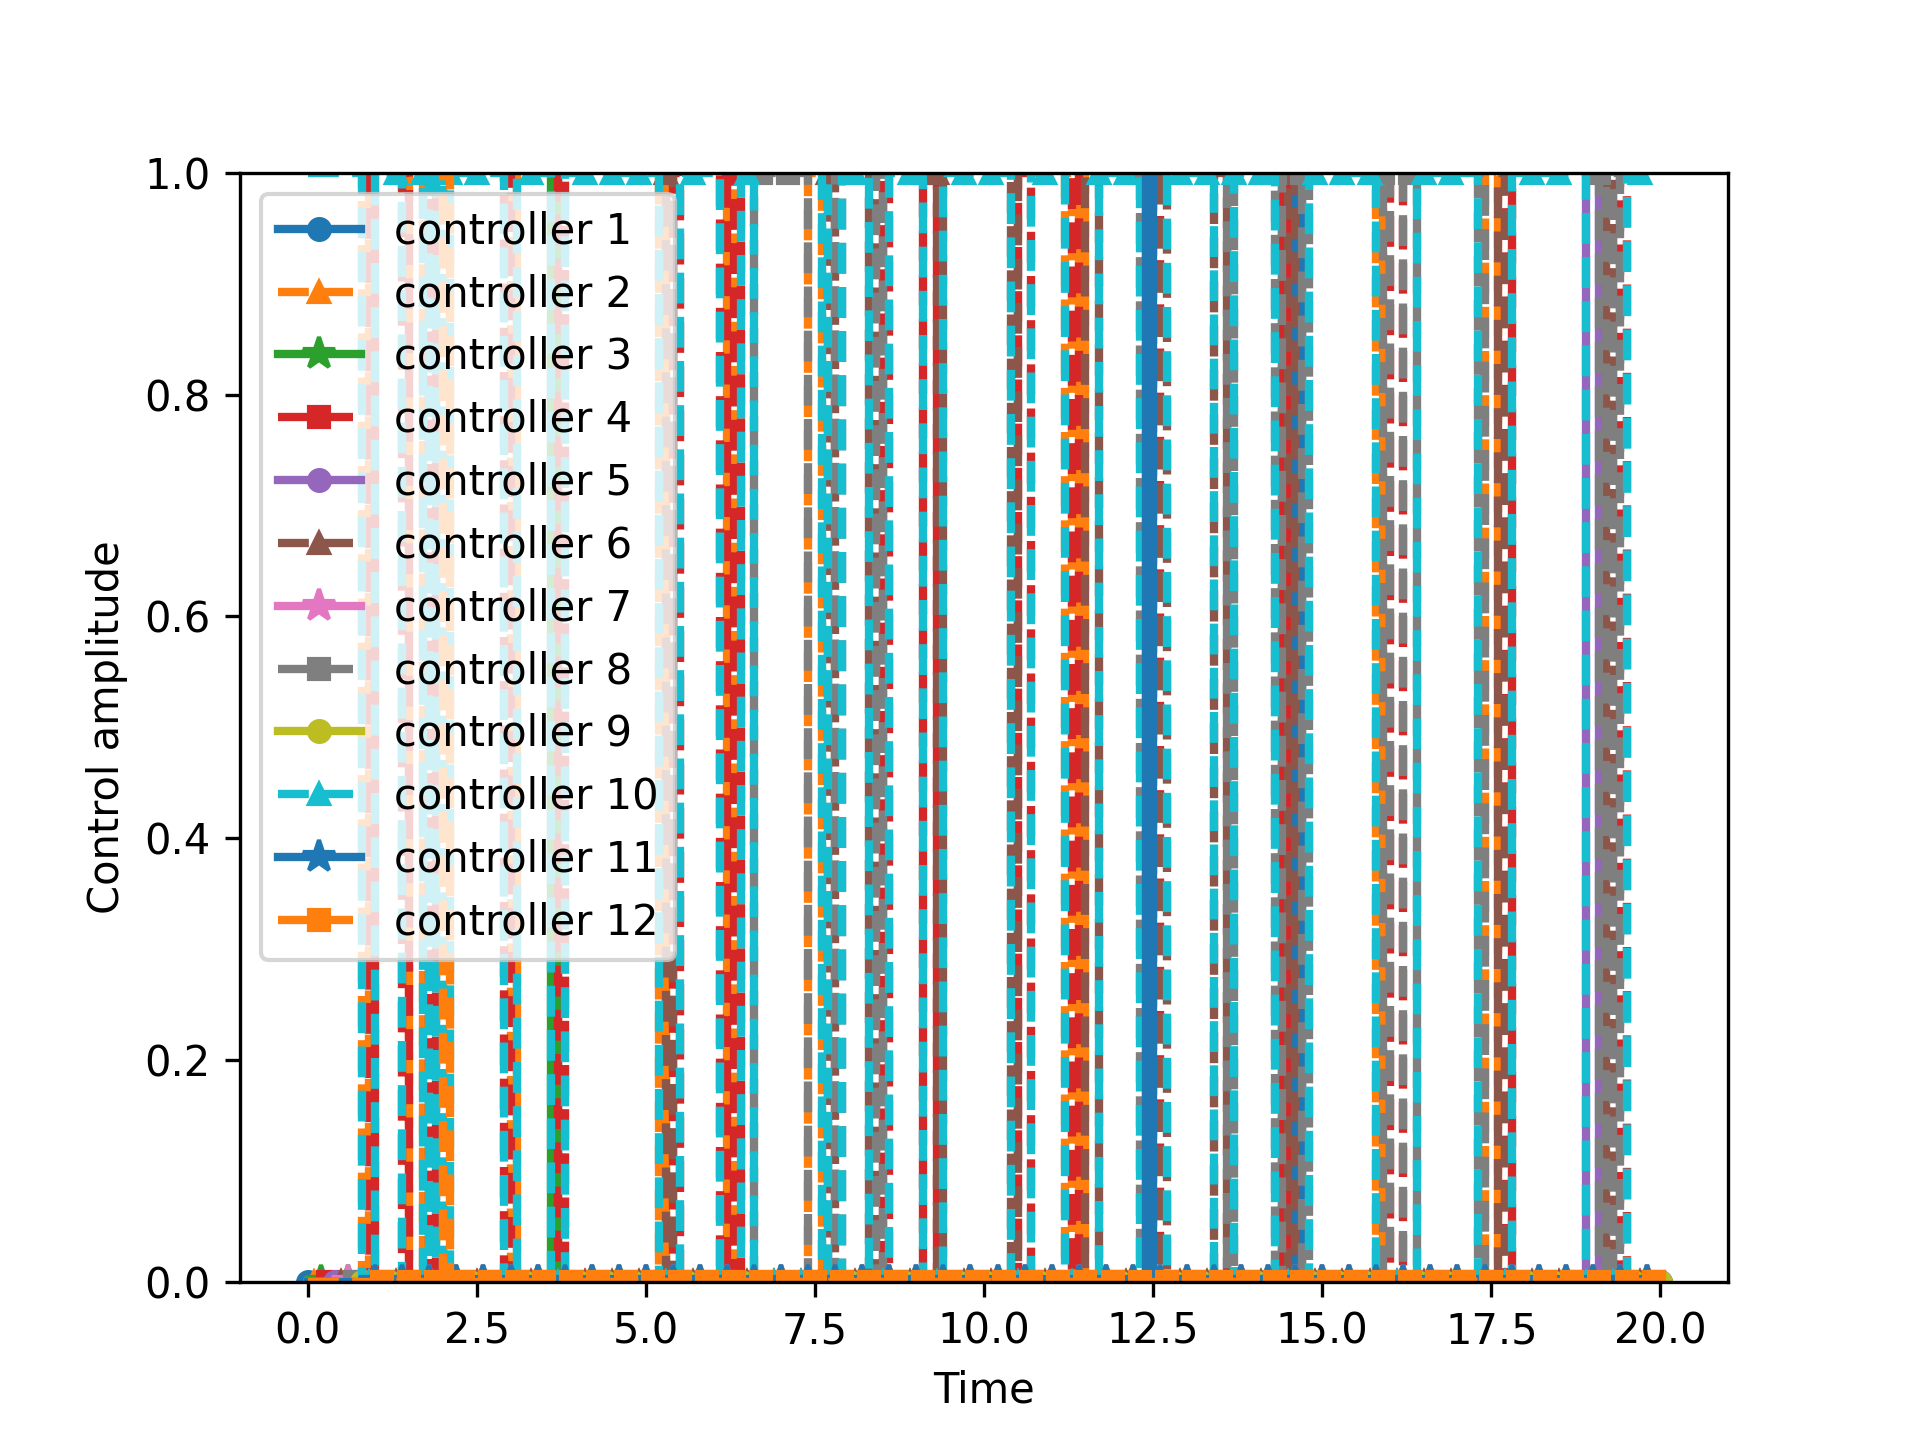 1.0
0.8
0.6
0.4
0.2
0.0
Control amplitude
controller 1
controller 2
controller 3
controller 4
controller 5
controller 6
controller 7
controller 8
controller 9
controller 10
controller 11
controller 12
0.0 2.5 5.0 7.5 10.0 12.5 15.0 17.5 20.0
Time